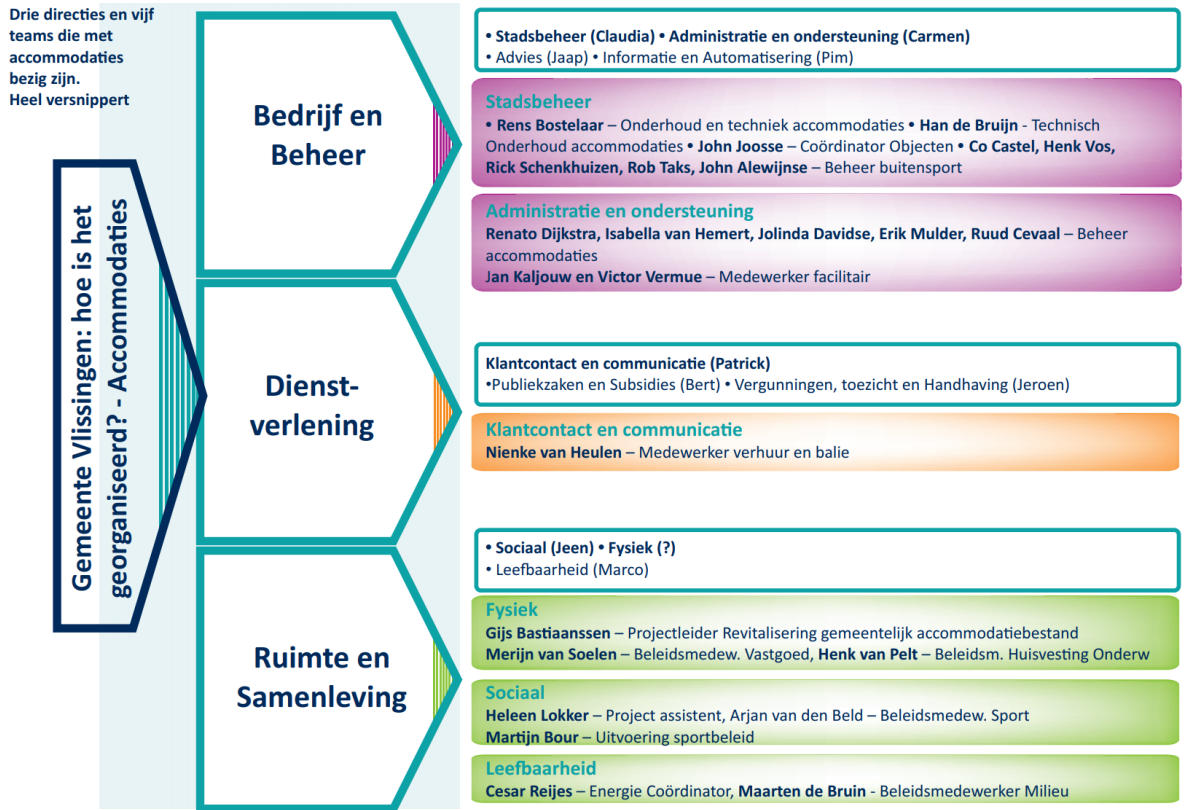 Drie directies en vijf
teams die met
accommodaties
bezig zijn.
Heel versnippert
Gemeente Vlissingen: hoe is het
georganiseerd? - Accommodaties
Bedrijf en
Beheer
• Stadsbeheer (Claudia) • Administratie en ondersteuning (Carmen)
• Advies (Jaap) • Informatie en Automatisering (Pim)
Stadsbeheer
• Rens Bostelaar – Onderhoud en techniek accommodaties • Han de Bruijn - Technisch
Onderhoud accommodaties • John Joosse – Coördinator Objecten • Co Castel, Henk Vos,
Rick Schenkhuizen, Rob Taks, John Alewijnse – Beheer buitensport
Administratie en ondersteuning
Renato Dijkstra, Isabella van Hemert, Jolinda Davidse, Erik Mulder, Ruud Cevaal – Beheer
accommodaties
Jan Kaljouw en Victor Vermue – Medewerker facilitair
Dienst-
verlening
Klantcontact en communicatie (Patrick)
•Publiekzaken en Subsidies (Bert) • Vergunningen, toezicht en Handhaving (Jeroen)
Klantcontact en communicatie
Nienke van Heulen – Medewerker verhuur en balie
Ruimte en
Samenleving
• Sociaal (Jeen) • Fysiek (?)
• Leefbaarheid (Marco)
Fysiek
Gijs Bastiaanssen – Projectleider Revitalisering gemeentelijk accommodatiebestand
Merijn van Soelen – Beleidsmedew. Vastgoed, Henk van Pelt – Beleidsm. Huisvesting Onderw
Sociaal
Heleen Lokker – Project assistent, Arjan van den Beld – Beleidsmedew. Sport
Martijn Bour – Uitvoering sportbeleid
Leefbaarheid
Cesar Reijes – Energie Coördinator, Maarten de Bruin - Beleidsmedewerker Milieu